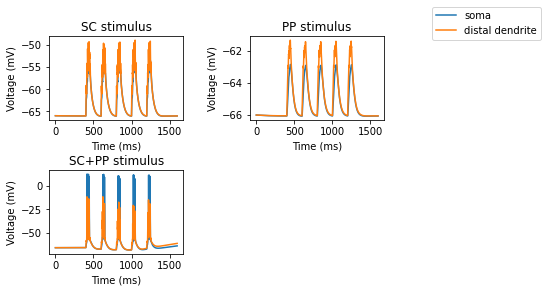 SC stimulus
Voltage (mV)
−50
−55
−60
−65
0 500 1000 1500
Time (ms)
PP stimulus
Voltage (mV)
−62
−64
−66
0 500 1000 1500
Time (ms)
soma
distal dendrite
SC+PP stimulus
Voltage (mV)
0
−25
−50
0 500 1000 1500
Time (ms)